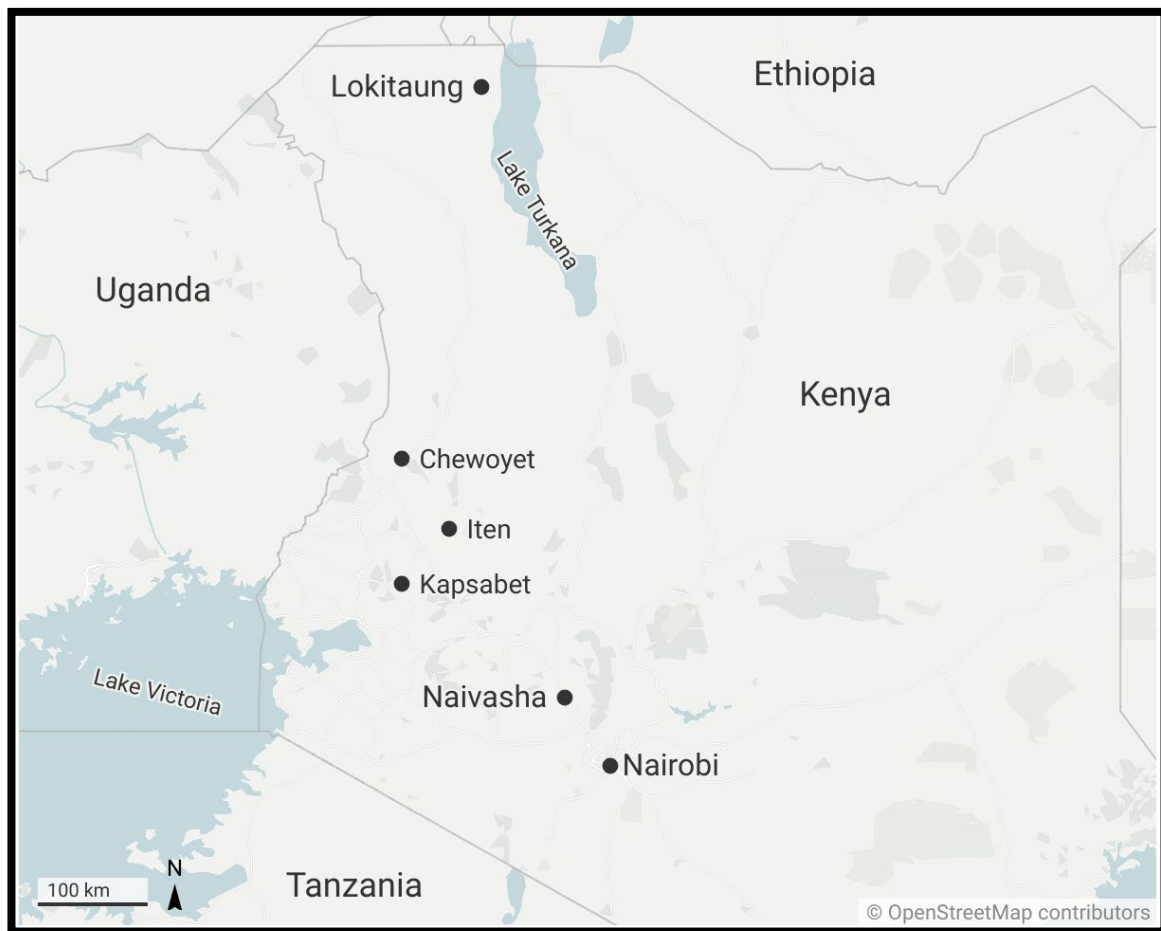 Lokitaung
Ethiopia
Lake Turkana
Uganda
Kenya
Chewoyet
Iten
Kapsabet
Lake Victoria
Naivasha
Nairobi
N
100 km
Tanzania
© OpenStreetMap contributors